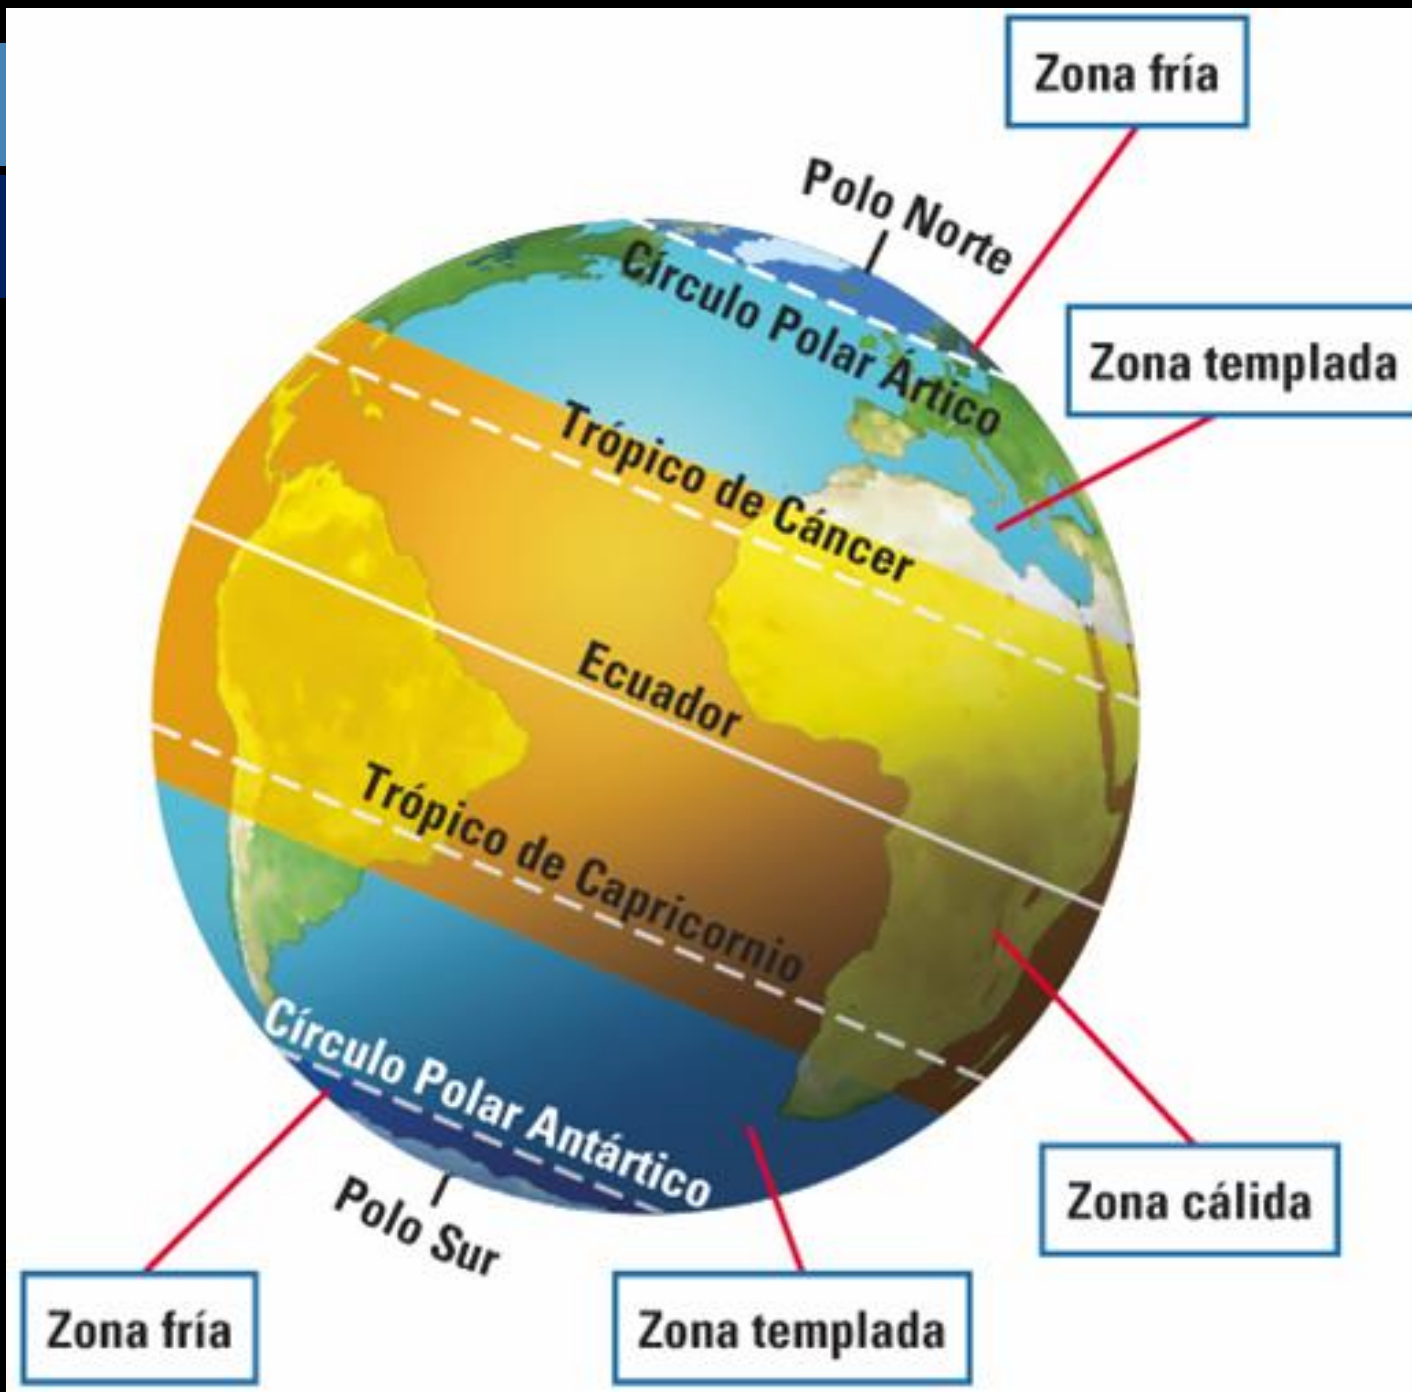 Zona fría
Polo Norte
Círculo Polar Ártico
Zona templada
Trópico de Cáncer
Ecuador
Trópico de Capricornio
Círculo Polar Antártico
Polo Sur
Zona cálida
Zona fría
Zona templada